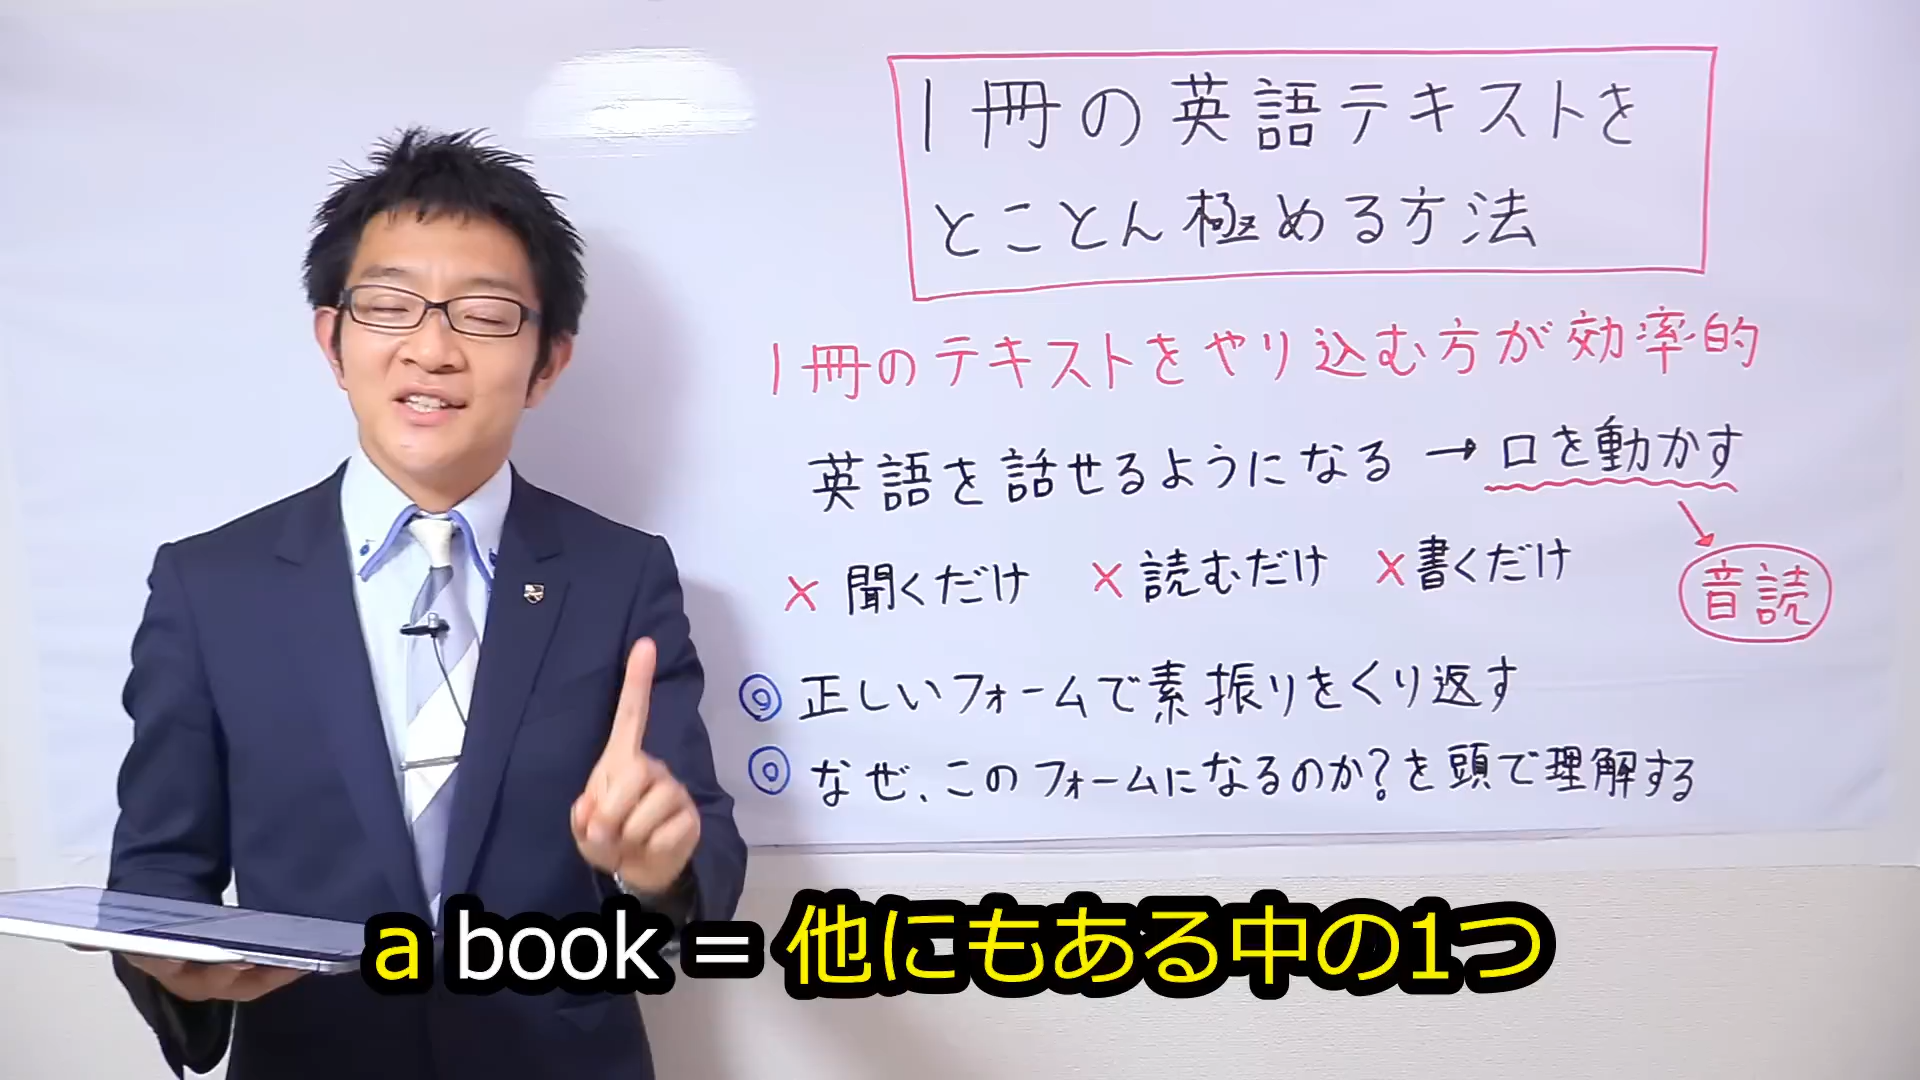 1冊の英語テキストを
とことん極める方法
1冊のテキストをやり込む方が効率的
英語を話せるようになる → 口を動かす
× 聞くだけ × 読むだけ × 書くだけ
音読
◎ 正しいフォームで素振りをくり返す
◎ なぜ、このフォームになるのか?を頭で理解する
a book = 他にもある中の1つ